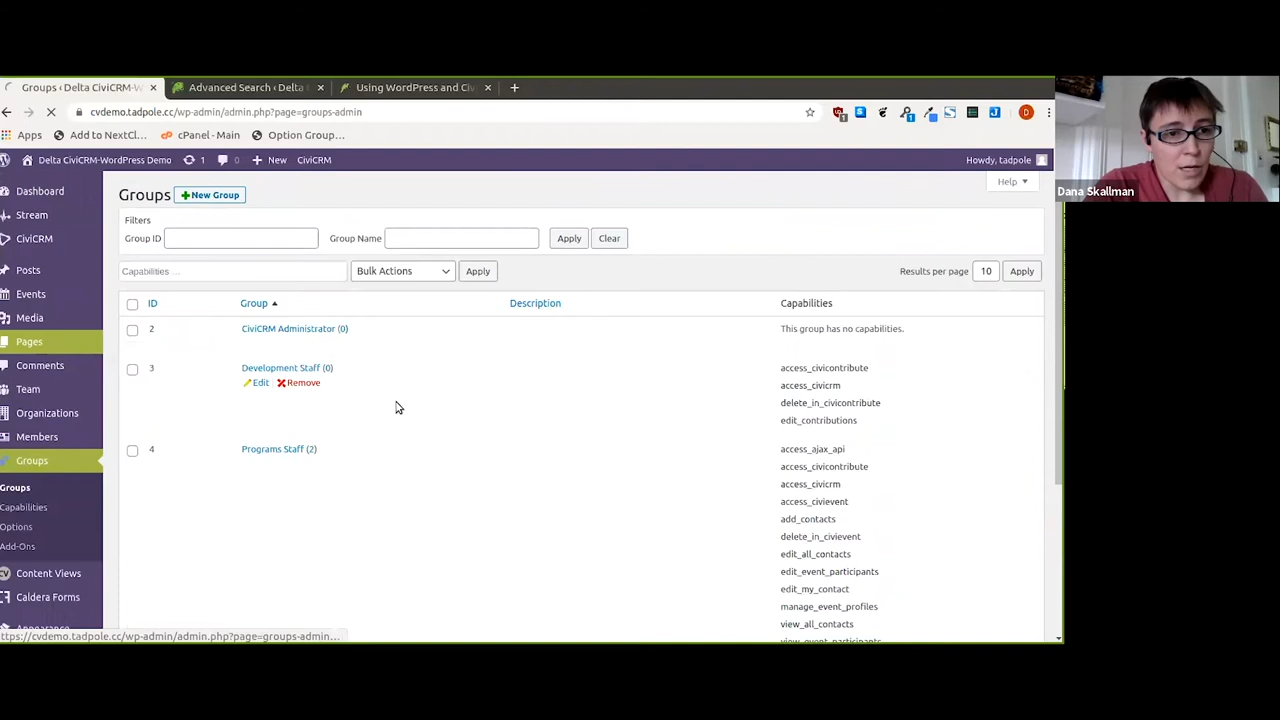 Groups ‹ Delta CiviCRM-W
Advanced Search ‹ Delta
Using WordPress and Civ
cvdemo.tadpole.cc/wp-admin/admin.php?page=groups-admin
Apps
Add to NextCl...
cPanel - Main
Option Group...
Delta CiviCRM-WordPress Demo
1
0
New
CiviCRM
Howdy, tadpole
Dana Skallman
Dashboard
Stream
CiviCRM
Posts
Events
Media
Pages
Comments
Team
Organizations
Members
Groups
Groups
Capabilities
Options
Add-Ons
Content Views
Caldera Forms
Appearance
Groups
New Group
Help
Filters
Group ID
Group Name
Apply
Clear
Capabilities ...
Bulk Actions
Apply
Results per page
10
Apply
ID
Group
Description
Capabilities
2
CiviCRM Administrator (0)
This group has no capabilities.
3
Development Staff (0)
Edit
Remove
access_civicontribute
access_civicrm
delete_in_civicontribute
edit_contributions
4
Programs Staff (2)
access_ajax_api
access_civicontribute
access_civicrm
access_civievent
add_contacts
delete_in_civievent
edit_all_contacts
edit_event_participants
edit_my_contact
manage_event_profiles
view_all_contacts
view_event_participants
ttps://cvdemo.tadpole.cc/wp-admin/admin.php?page=groups-admin...